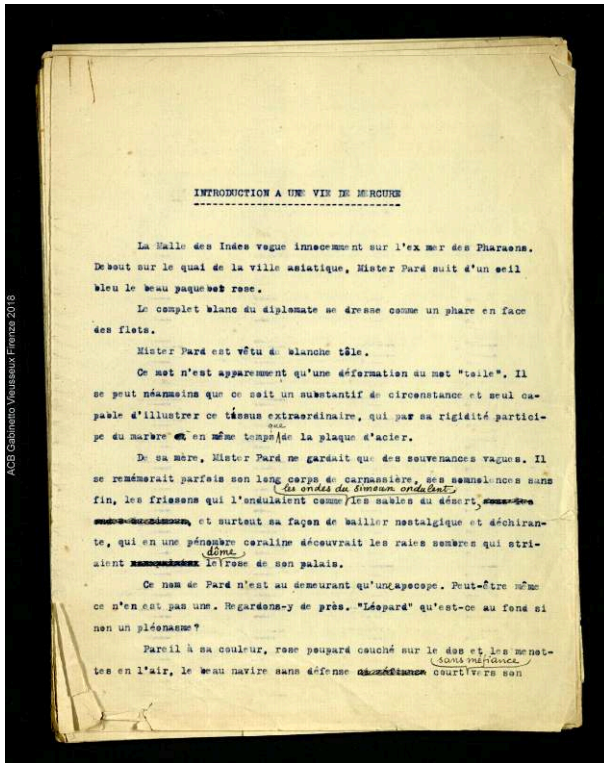 INTRODUCTION A UNE VIE DE MERCURE
La Malle des Indes vogue innocemment sur l'ex mer des Pharaons.
Debout sur le quai de la ville asiatique, Mister Pard suit d'un oeil
bleu le beau paquebot rose.
Le complet blanc du diplomate se dresse comme un phare en face
des flots.
Mister Pard est vêtu de blanche tôle.
Ce mot n'est apparemment qu'une déformation du mot "toile". Il
se peut néanmoins que ce soit un substantif de circonstance et seul ca-
pable d'illustrer ce tissus extraordinaire, qui par sa rigidité partici-
que
pe du marbre en même temps de la plaque d'acier.
De sa mère, Mister Pard ne gardait que des souvenances vagues. Il
se remémorait parfois son long corps de carnassière, ses somnolences sans
les ondes du simoun ondulent
fin, les frissons qui l'ondulaient comme les sables du désert,
et surtout sa façon de bailler nostalgique et déchiran-
te, qui en une pénombre coraline découvrait les raies sombres qui stri-
dôme
aient le rose de son palais.
Ce nom de Pard n'est au demeurant qu'une apocope. Peut-être même
ce n'en est pas une. Regardons-y de près. "Léopard" qu'est-ce au fond si
non un pléonasme?
Pareil à sa couleur, rose poupard couché sur le dos et les menot-
sans méfiance
tes en l'air, le beau navire sans défense court vers son
ACB Gabinetto Vieusseux Firenze 2018